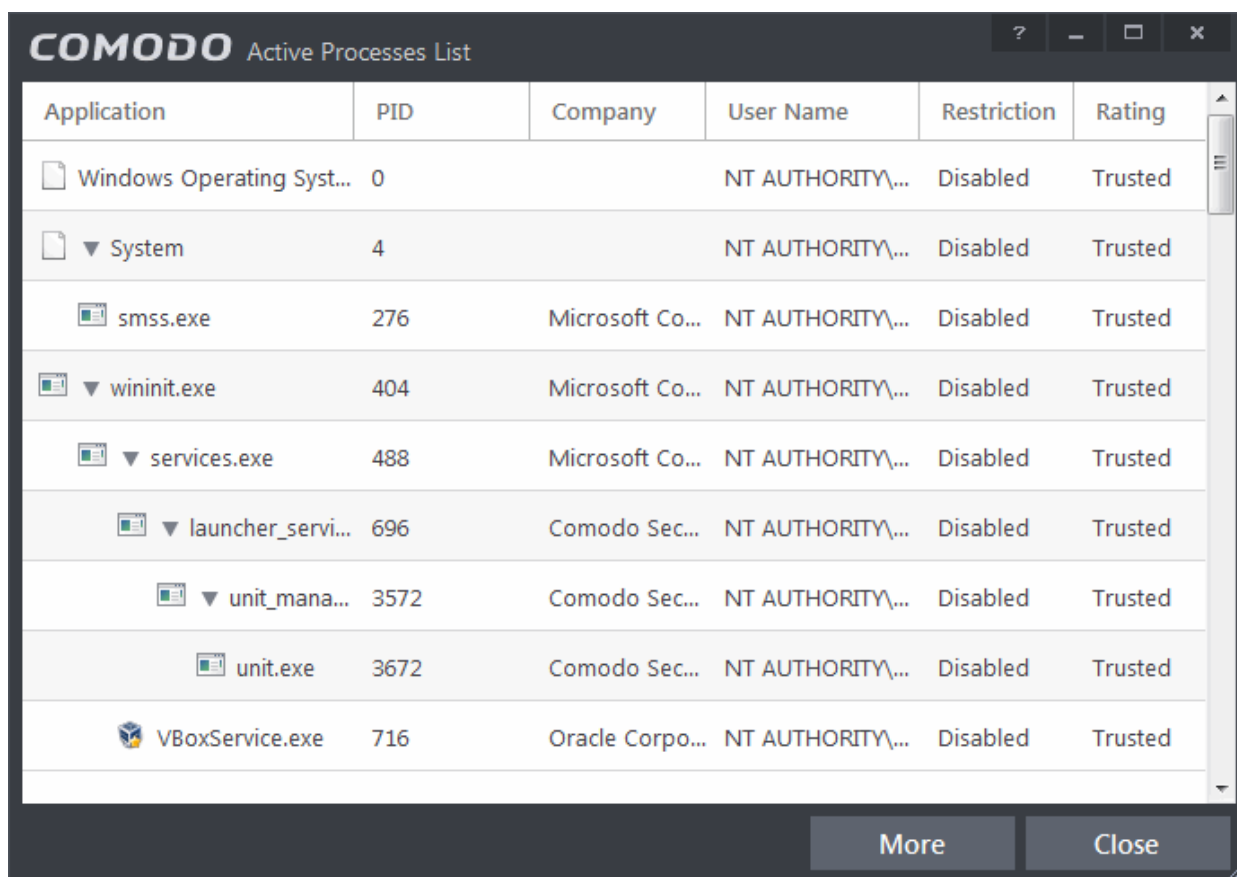 COMODO Active Processes List ?
Application PID Company User Name Restriction Rating
Windows Operating Syst... 0 NT AUTHORITY\... Disabled Trusted
System 4 NT AUTHORITY\... Disabled Trusted
smss.exe 276 Microsoft Co... NT AUTHORITY\... Disabled Trusted
wininit.exe 404 Microsoft Co... NT AUTHORITY\... Disabled Trusted
services.exe 488 Microsoft Co... NT AUTHORITY\... Disabled Trusted
launcher_servi... 696 Comodo Sec... NT AUTHORITY\... Disabled Trusted
unit_mana... 3572 Comodo Sec... NT AUTHORITY\... Disabled Trusted
unit.exe 3672 Comodo Sec... NT AUTHORITY\... Disabled Trusted
VBoxService.exe 716 Oracle Corpo... NT AUTHORITY\... Disabled Trusted
More Close